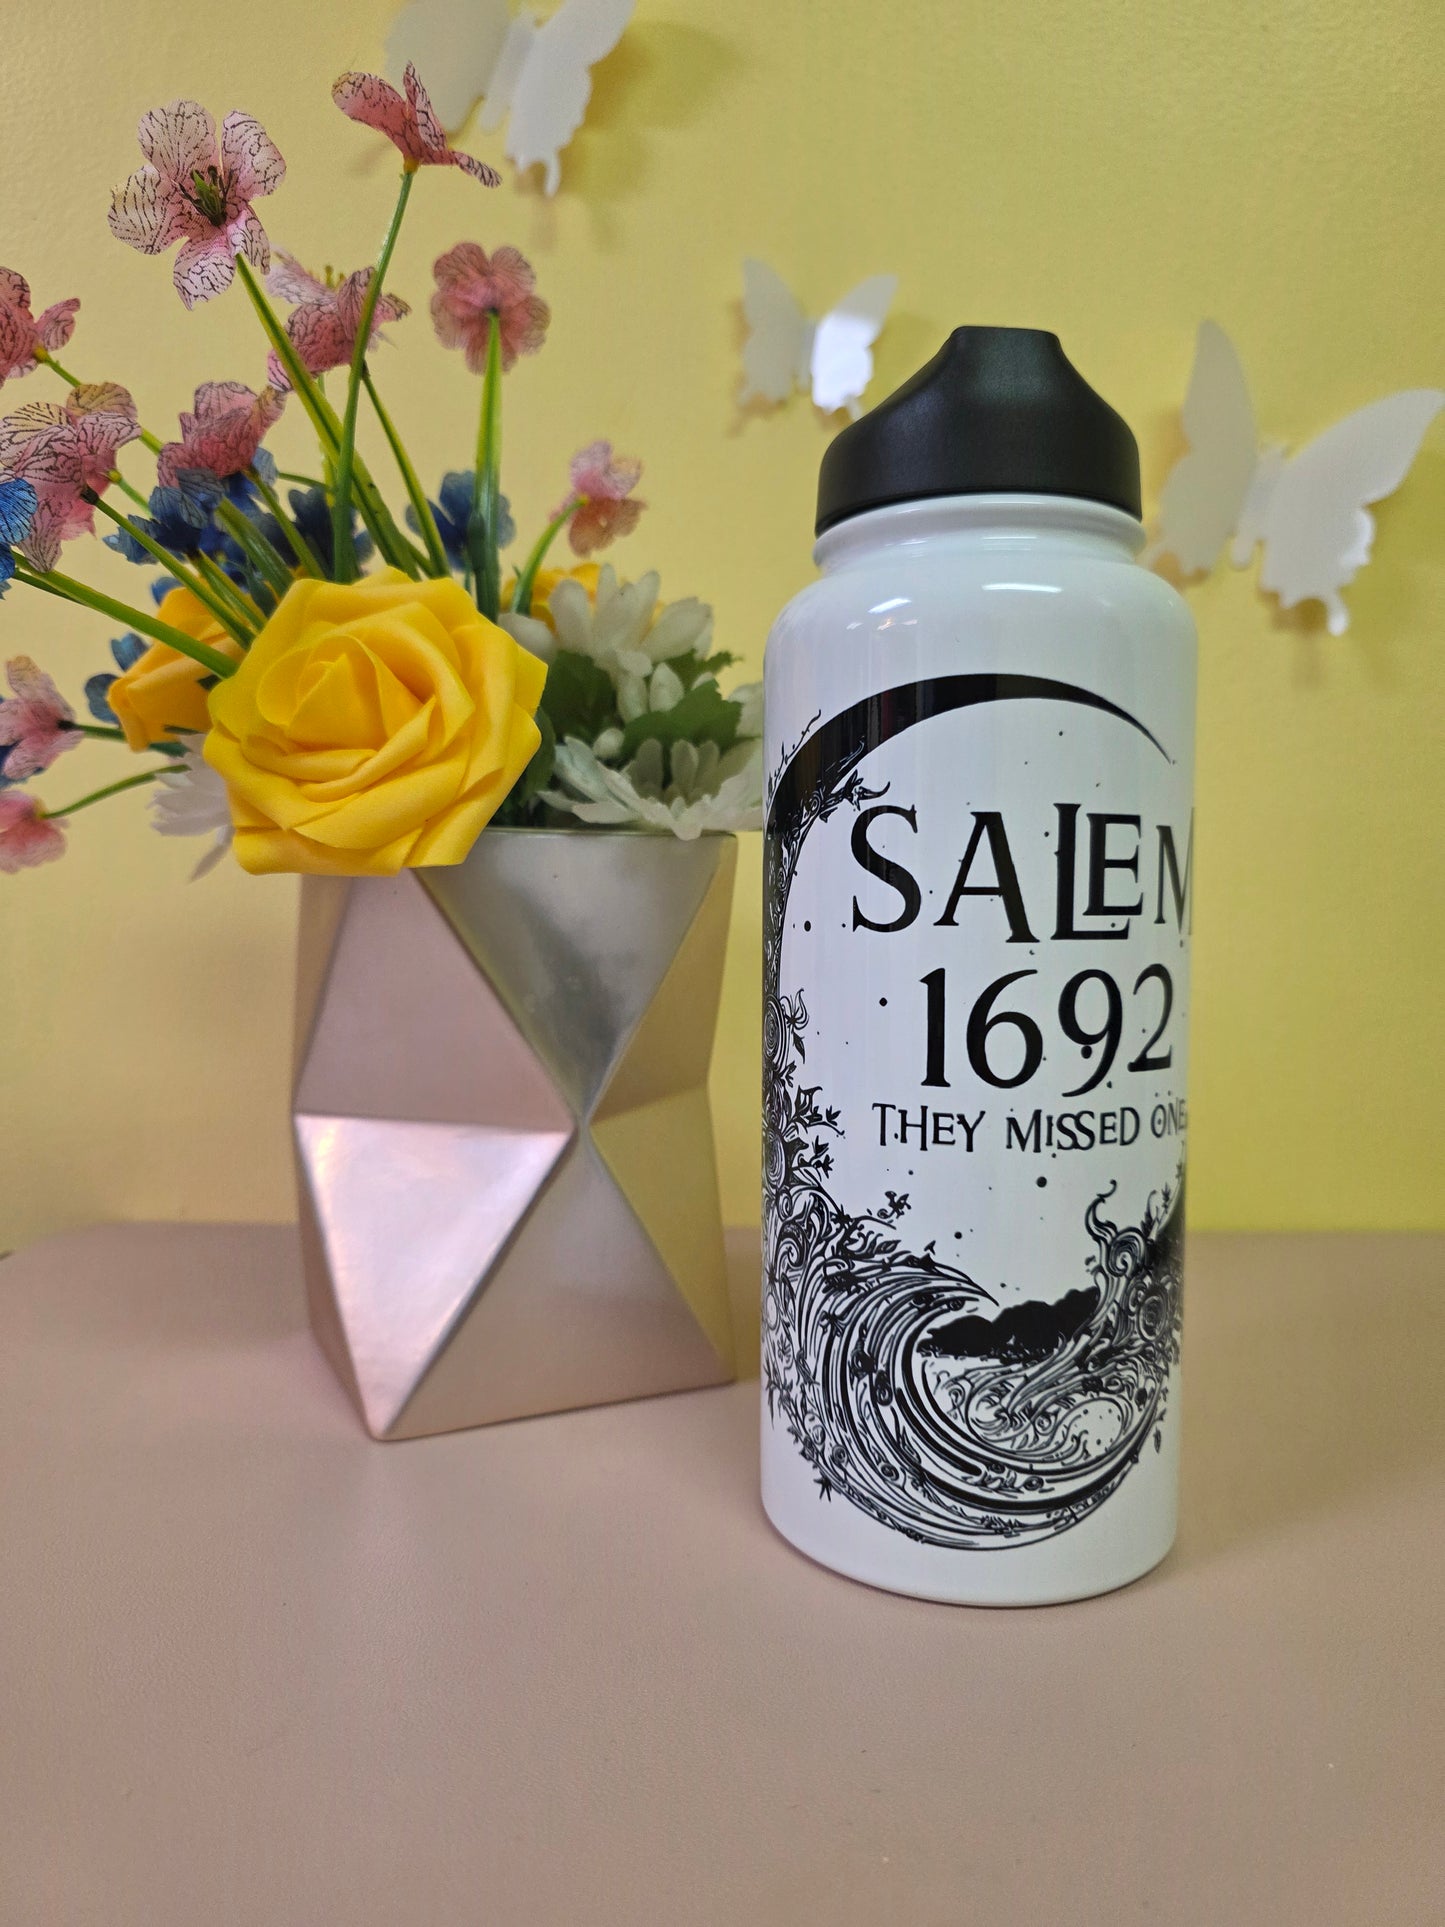 SALEM
1692
THEY MISSED ONE